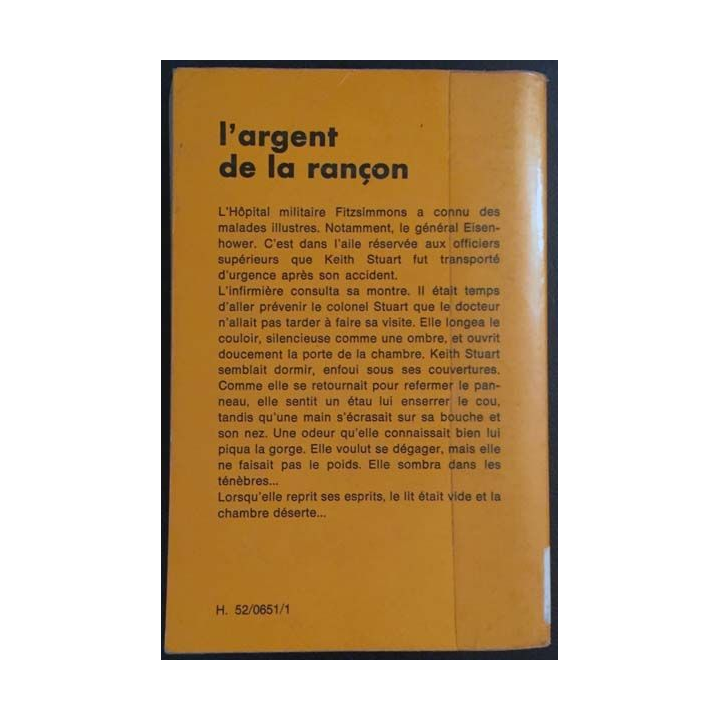 l'argent
de la rançon
L'Hôpital militaire Fitzsimmons a connu des
malades illustres. Notamment, le général Eisen-
hower. C'est dans l'aile réservée aux officiers
supérieurs que Keith Stuart fut transporté
d'urgence après son accident.
L'infirmière consulta sa montre. Il était temps
d'aller prévenir le colonel Stuart que le docteur
n'allait pas tarder à faire sa visite. Elle longea le
couloir, silencieuse comme une ombre, et ouvrit
doucement la porte de la chambre. Keith Stuart
semblait dormir, enfoui sous ses couvertures.
Comme elle se retournait pour refermer le pan-
neau, elle sentit un étau lui enserrer le cou,
tandis qu'une main s'écrasait sur sa bouche et
son nez. Une odeur qu'elle connaissait bien lui
piqua la gorge. Elle voulut se dégager, mais elle
ne faisait pas le poids. Elle sombra dans les
ténèbres...
Lorsqu'elle reprit ses esprits, le lit était vide et la
chambre déserte...
H. 52/0651/1